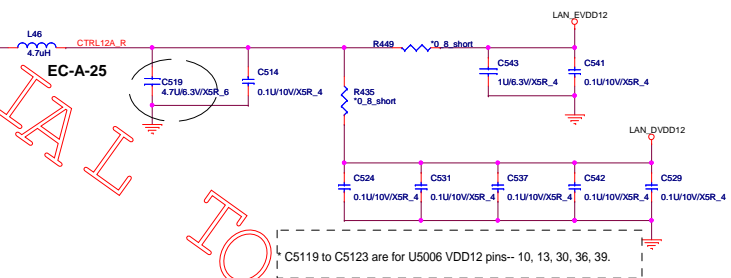 LAN_EVDD12
L46
4.7uH
CTRL12A_R
EC-A-25
R449
*0_8_short
C519
4.7U/6.3V/X5R_6
C514
0.1U/10V/X5R_4
R435
*0_8_short
C543
1U/6.3V/X5R_4
C541
0.1U/10V/X5R_4
LAN_DVDD12
C524
0.1U/10V/X5R_4
C531
0.1U/10V/X5R_4
C537
0.1U/10V/X5R_4
C542
0.1U/10V/X5R_4
C529
0.1U/10V/X5R_4
IAL TO
* C5119 to C5123 are for U5006 VDD12 pins-- 10, 13, 30, 36, 39.